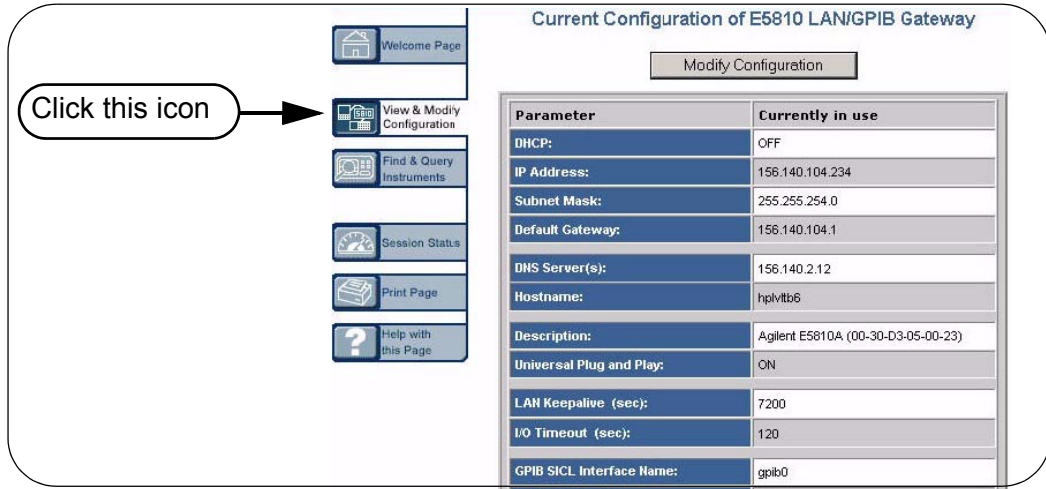 Current Configuration of E5810 LAN/GPIB Gateway
Welcome Page
Modify Configuration
Click this icon
View & Modify
Configuration
Find & Query
Instruments
Session Status
Print Page
Help with
this Page
Parameter Currently in use
DHCP: OFF
IP Address: 156.140.104.234
Subnet Mask: 255.255.254.0
Default Gateway: 156.140.104.1
DNS Server(s): 156.140.2.12
Hostname: hplvltb6
Description: Agilent E5810A (00-30-D3-05-00-23)
Universal Plug and Play: ON
LAN Keepalive (sec): 7200
I/O Timeout (sec): 120
GPIB SICL Interface Name: gpib0